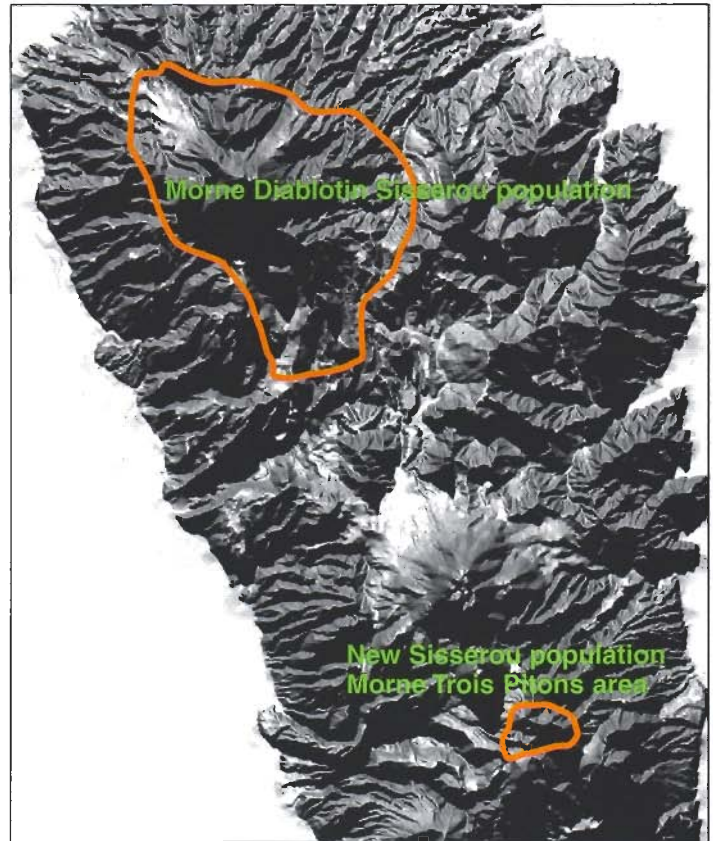 Morne Diablotin Sisserou population
New Sisserou population
Morne Trois Pitons area